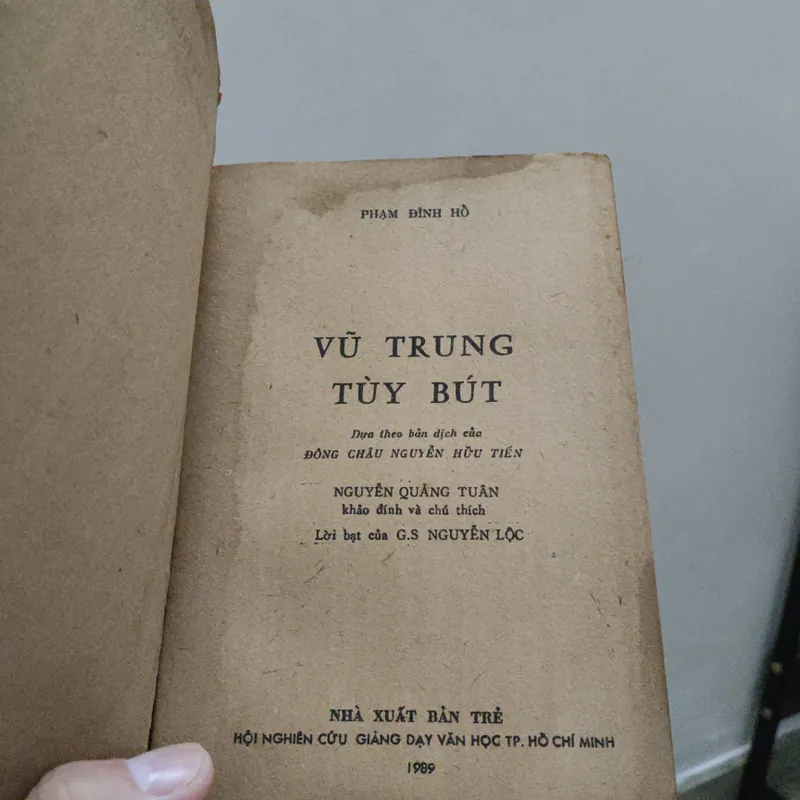 PHẠM ĐÌNH HỒ
VŨ TRUNG
TÙY BÚT
Dựa theo bản dịch của
ĐÔNG CHÂU NGUYỄN HỮU TIẾN
NGUYỄN QUẢNG TUÂN
khảo đính và chú thích
Lời bạt của G.S NGUYỄN LỘC
NHÀ XUẤT BẢN TRẺ
HỘI NGHIÊN CỨU GIẢNG DẠY VĂN HỌC TP. HỒ CHÍ MINH
1989